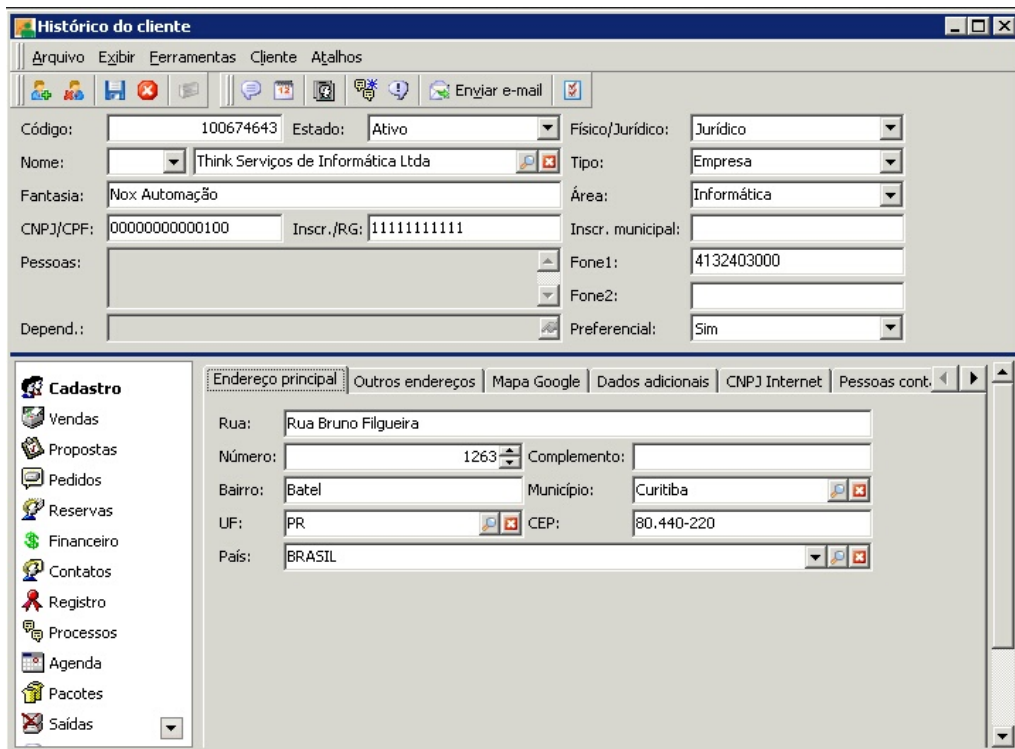 Histórico do cliente
Arquivo Exibir Ferramentas Cliente Atalhos
12 Enviar e-mail
Código: 100674643 Estado: Ativo Físico/Jurídico: Jurídico
Nome: Think Serviços de Informática Ltda Tipo: Empresa
Fantasia: Nox Automação Área: Informática
CNPJ/CPF: 00000000000100 Inscr./RG: 11111111111 Inscr. municipal:
Pessoas: Fone1: 4132403000
Fone2:
Depend.: Preferencial: Sim
Cadastro
Vendas
Propostas
Pedidos
Reservas
Financeiro
Contatos
Registro
Processos
Agenda
Pacotes
Saídas
Endereço principal Outros endereços Mapa Google Dados adicionais CNPJ Internet Pessoas cont
Rua: Rua Bruno Filgueira
Número: 1263 Complemento:
Bairro: Batel Município: Curitiba
UF: PR CEP: 80.440-220
País: BRASIL